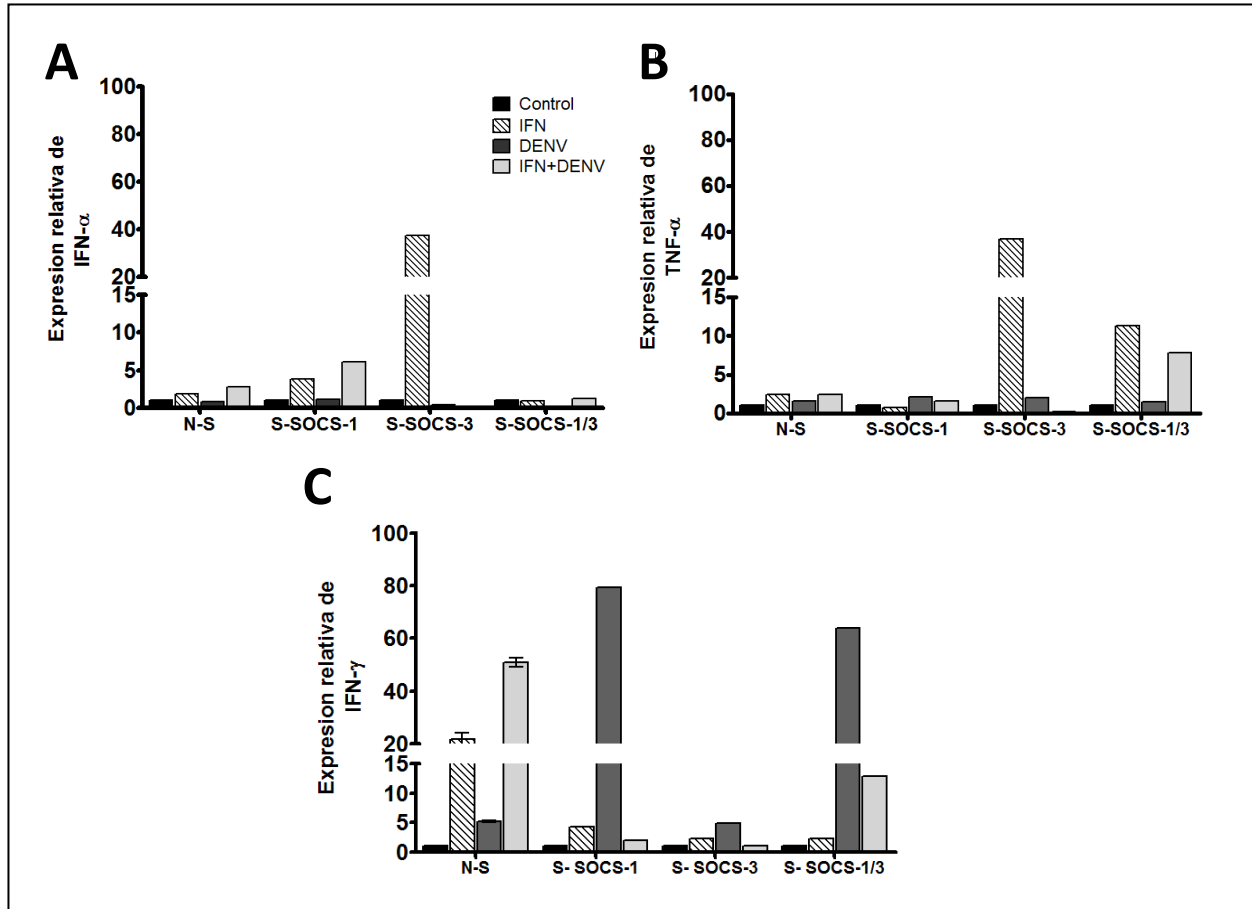 A
Expresion relativa de
IFN-α
100
80
60
40
20
15
10
5
0
Control
IFN
DENV
IFN+DENV
N-S
S-SOCS-1
S-SOCS-3
S-SOCS-1/3
B
Expresion relativa de
TNF-α
100
80
60
40
20
15
10
5
0
N-S
S-SOCS-1
S-SOCS-3
S-SOCS-1/3
C
Expresion relativa de
IFN-γ
100
80
60
40
20
15
10
5
0
N-S
S- SOCS-1
S- SOCS-3
S- SOCS-1/3